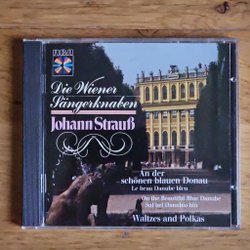 RCA
Die Wiener
Sängerknaben
Johann Strauß
An der
schönen blauen Donau
Le beau Danube bleu
On the Beautiful Blue Danube
Sul bel Danubio blu
Waltzes and Polkas